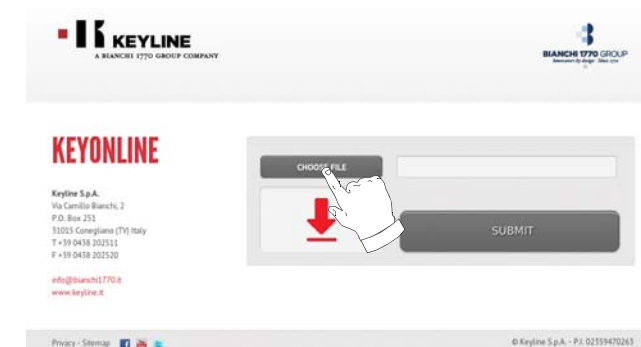 KEYLINE
A BIANCHI 1770 GROUP COMPANY
BIANCHI 1770 GROUP
KEYONLINE
CHOOSE FILE
Keyline S.p.A.
Via Camillo Bianchi, 2
P.O. Box 251
31015 Conegliano (TV) Italy
T +39 0438 202511
F +39 0438 202520
SUBMIT
info@bianchi1770.it
www.keyline.it
Privacy - Sitemap
© Keyline S.p.A. - P.I. 02359470263